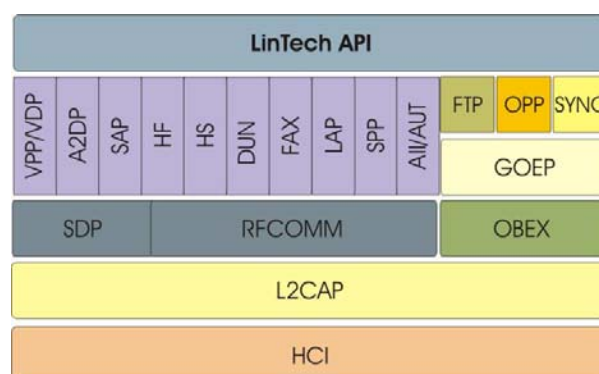 LinTech API
VPP/VDP
A2DP
SAP
HF
HS
DUN
FAX
LAP
SPP
AII/AUT
FTP
OPP
SYNC
GOEP
SDP
RFCOMM
OBEX
L2CAP
HCI